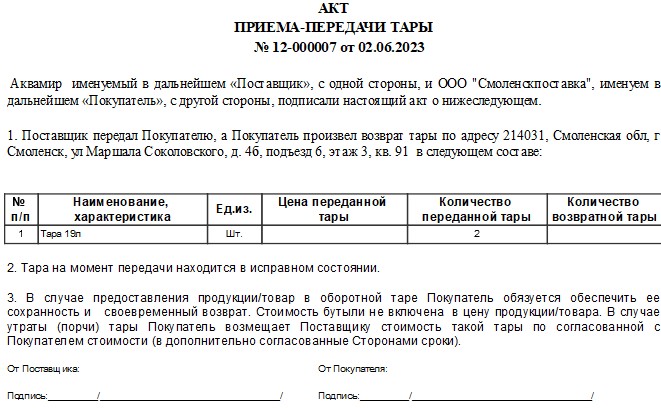 АКТ
ПРИЕМА-ПЕРЕДАЧИ ТАРЫ
№ 12-000007 от 02.06.2023
Аквамир именуемый в дальнейшем «Поставщик», с одной стороны, и ООО "Смоленскпоставка", именуем в
дальнейшем «Покупатель», с другой стороны, подписали настоящий акт о нижеследующем.
1. Поставщик передал Покупателю, а Покупатель произвел возврат тары по адресу 214031, Смоленская обл, г
Смоленск, ул Маршала Соколовского, д. 4б, подъезд 6, этаж 3, кв. 91 в следующем составе:
№ п/п Наименование, характеристика Ед.из. Цена переданной тары Количество переданной тары Количество возвратной тары
1 Тара 19л Шт. 2
2. Тара на момент передачи находится в исправном состоянии.
3. В случае предоставления продукции/товар в оборотной таре Покупатель обязуется обеспечить ее
сохранность и своевременный возврат. Стоимость бутыли не включена в цену продукции/товара. В случае
утраты (порчи) тары Покупатель возмещает Поставщику стоимость такой тары по согласованной с
Покупателем стоимости (в дополнительно согласованные Сторонами сроки).
От Поставщика: От Покупателя:
Подпись:_________/________________________________/ Подпись:_________/________________________________/